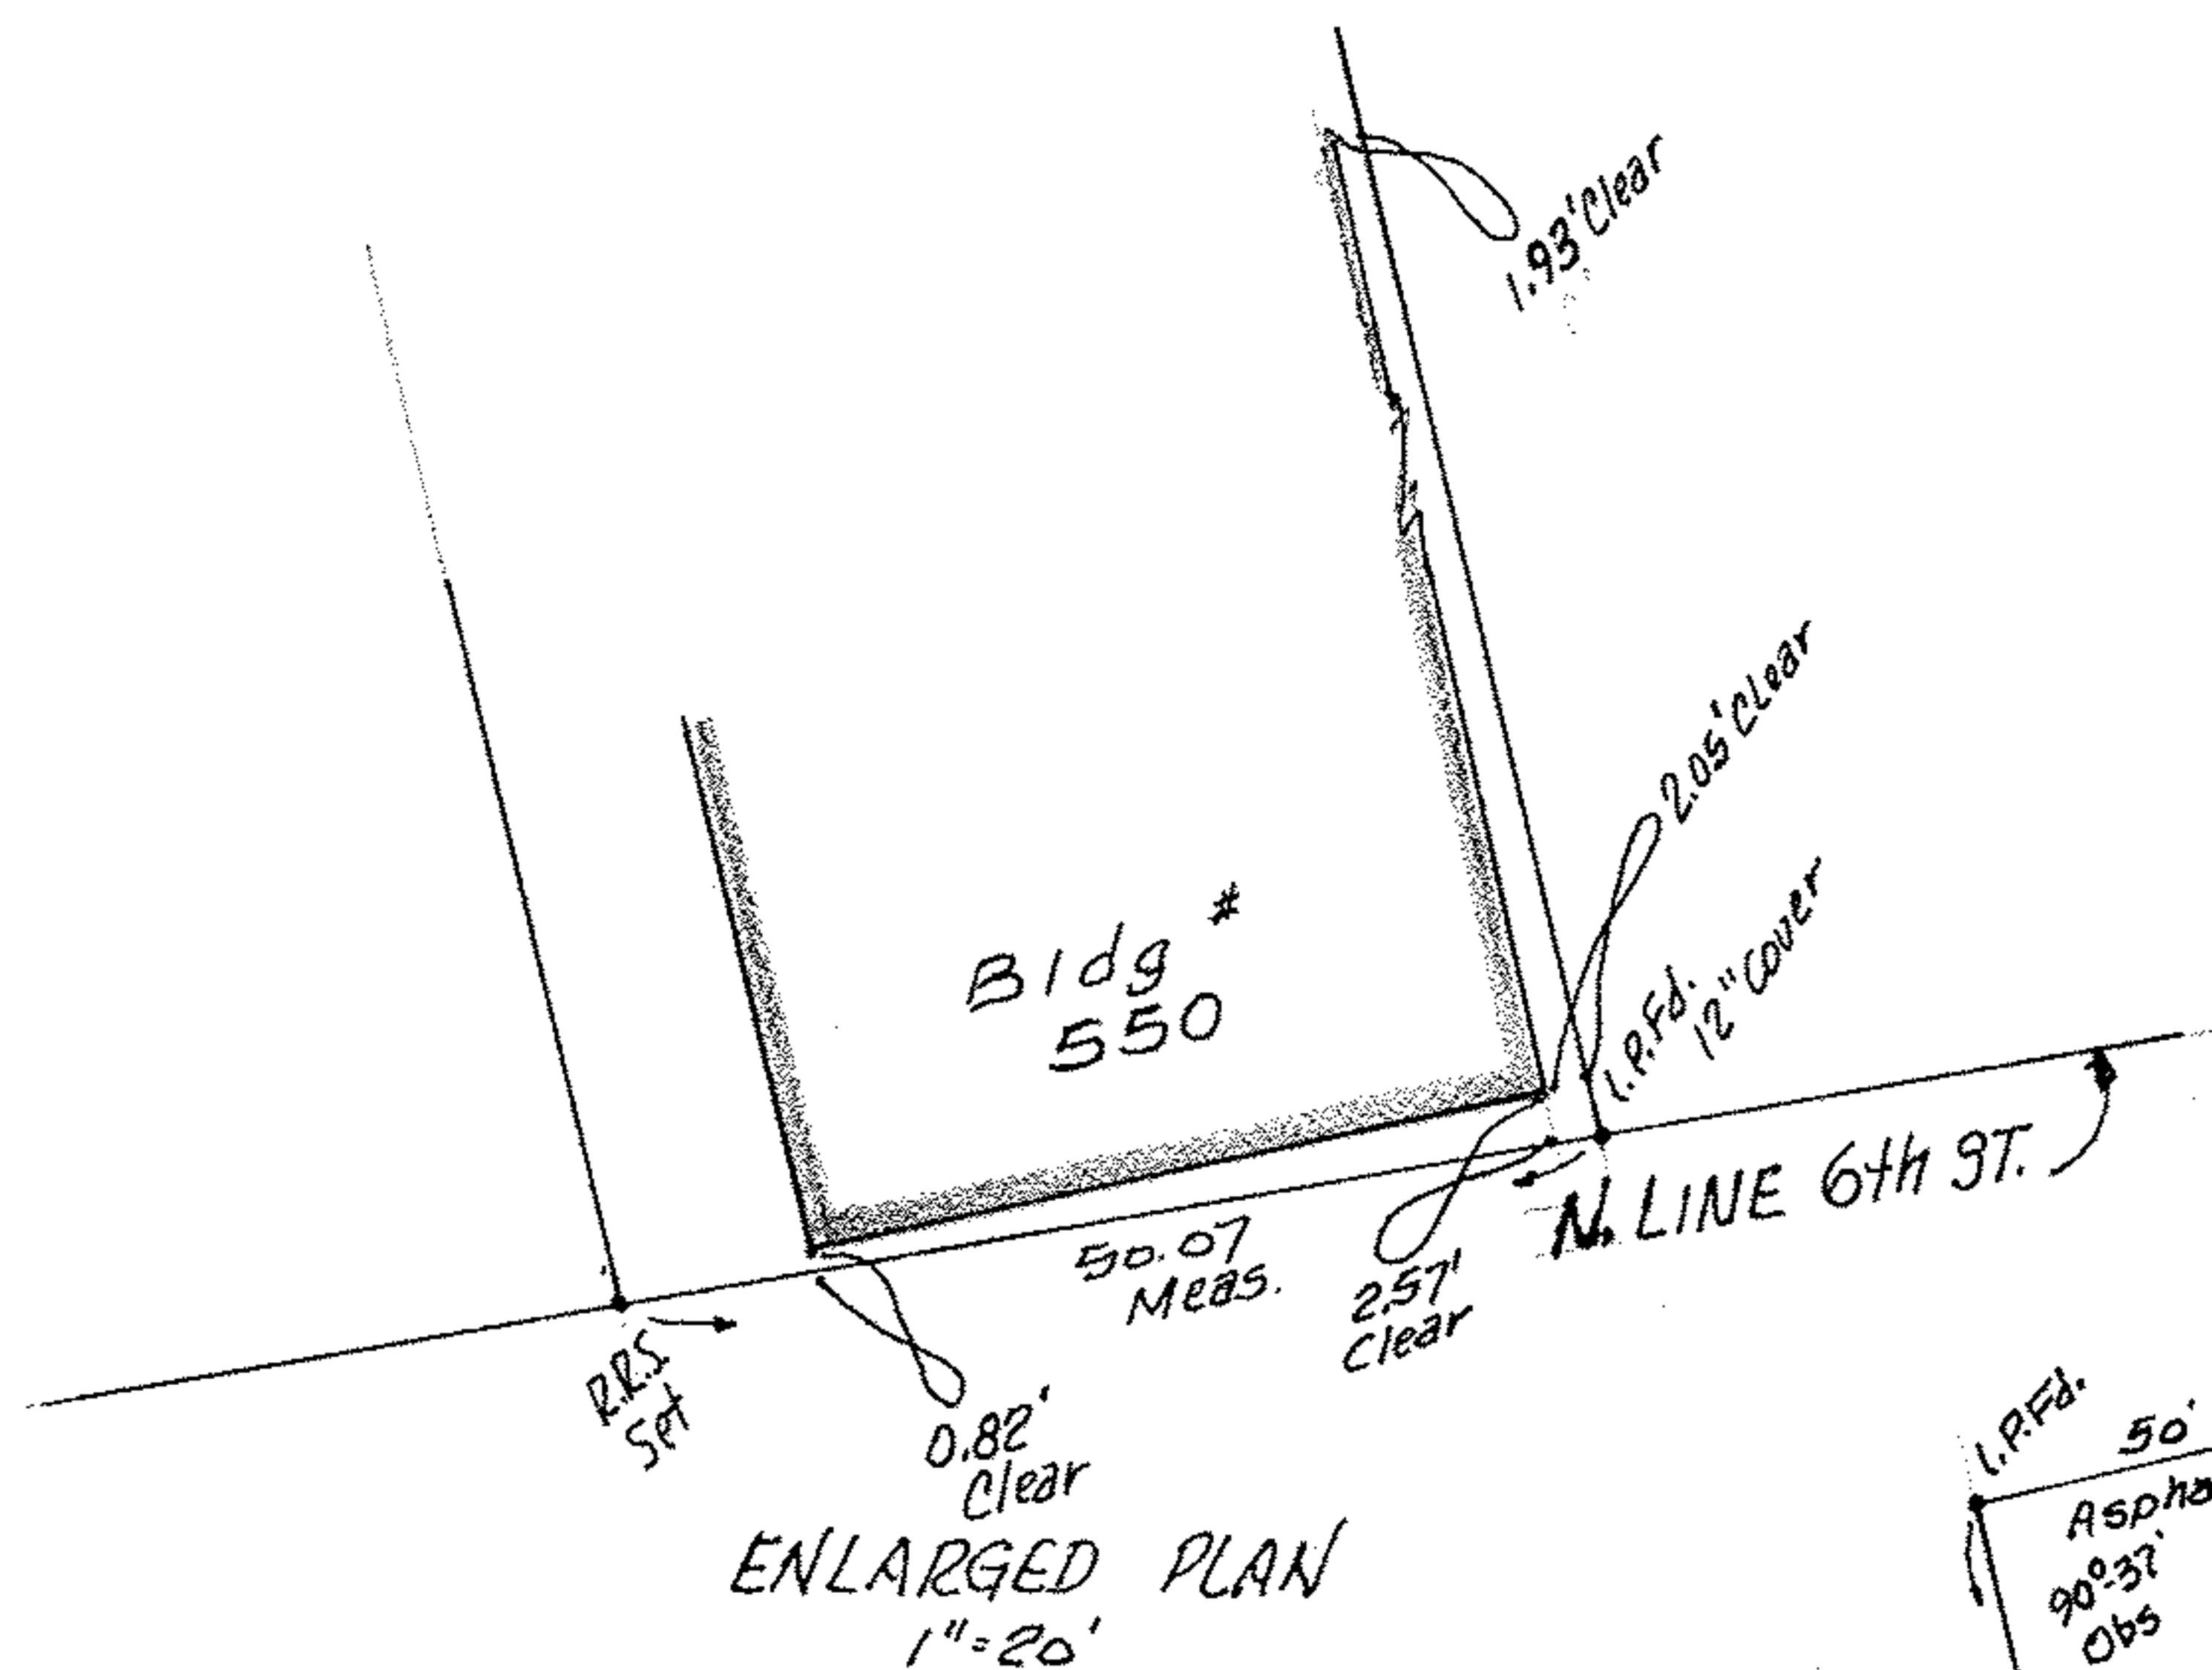 1.93' Clear
2.05' Clear
I.P. Fd.
12" Cover
Bldg #
550
N. LINE 6th ST.
50.07
Meas.
2.57'
Clear
R.R.S.
Set
0.82'
Clear
ENLARGED PLAN
1"=20'
I.P. Fd.
50'
Aspha
90°-37'
Obs